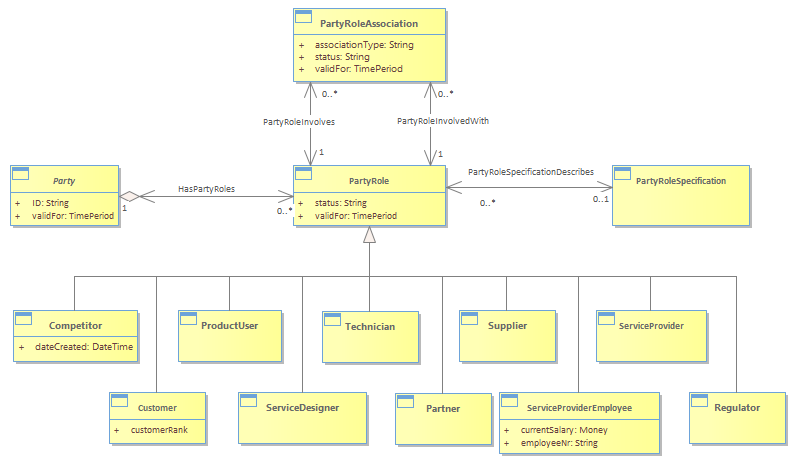 PartyRoleAssociation
+ associationType: String
+ status: String
+ validFor: TimePeriod
0..*
0..*
PartyRoleInvolves
PartyRoleInvolvedWith
1
1
Party
+ ID: String
+ validFor: TimePeriod
1
HasPartyRoles
0..*
PartyRole
+ status: String
+ validFor: TimePeriod
PartyRoleSpecificationDescribes
0..*
0..1
PartyRoleSpecification
Competitor
+ dateCreated: DateTime
ProductUser
Technician
Supplier
ServiceProvider
Customer
+ customerRank
ServiceDesigner
Partner
ServiceProviderEmployee
+ currentSalary: Money
+ employeeNr: String
Regulator